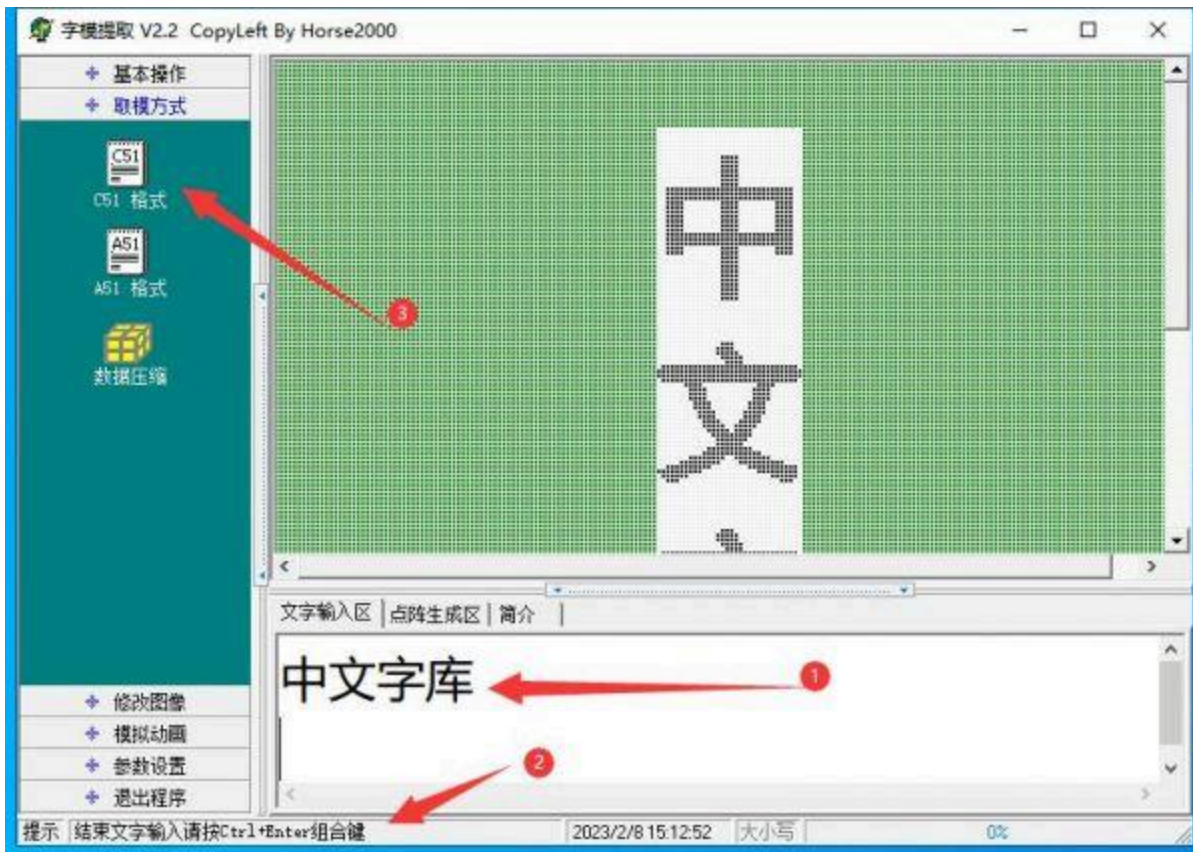 字模提取 V2.2 CopyLeft By Horse2000
基本操作
取模方式
C51
C51 格式
A51
A51 格式
数据压缩
修改图像
模拟动画
参数设置
退出程序
3
中
文
文字输入区 点阵生成区 简介
中文字库
1
2
提示 结束文字输入请按Ctrl+Enter组合键 2023/2/8 15:12:52 大小写 0%